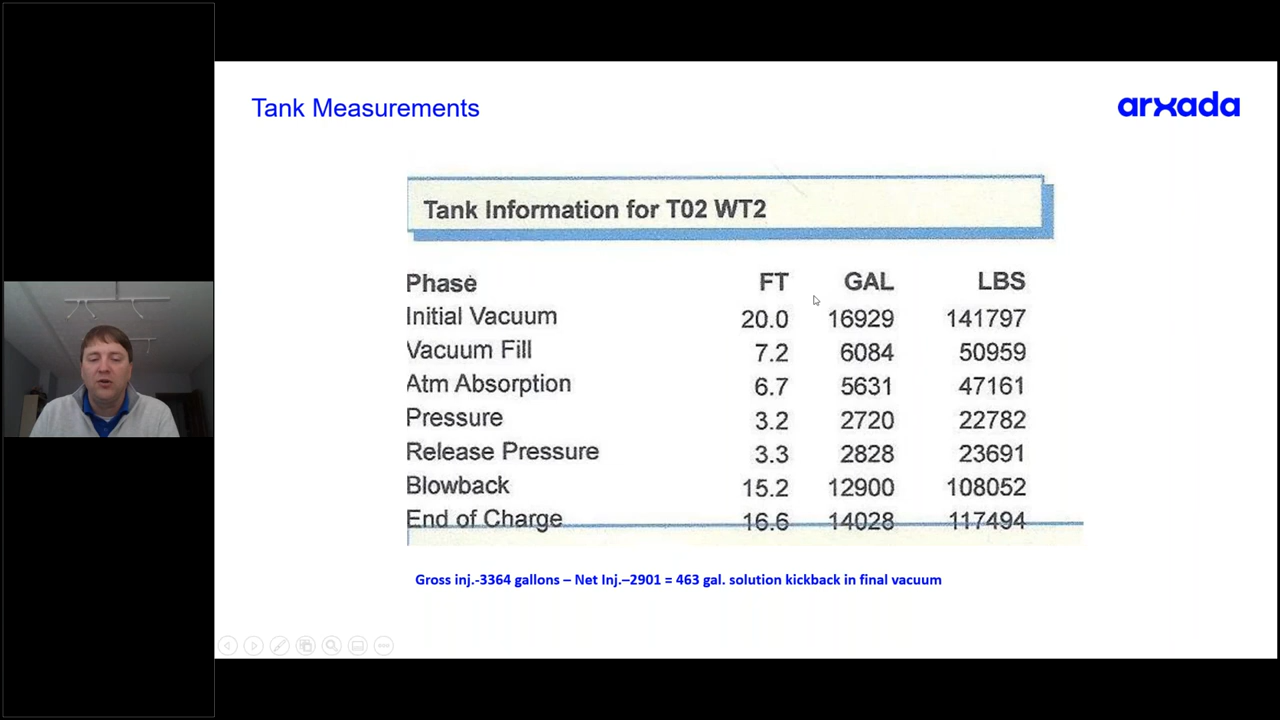 Tank Measurements
arxada
Tank Information for T02 WT2
Phase FT GAL LBS
Initial Vacuum 20.0 16929 141797
Vacuum Fill 7.2 6084 50959
Atm Absorption 6.7 5631 47161
Pressure 3.2 2720 22782
Release Pressure 3.3 2828 23691
Blowback 15.2 12900 108052
End of Charge 16.6 14028 117494
Gross inj.-3364 gallons – Net Inj.–2901 = 463 gal. solution kickback in final vacuum